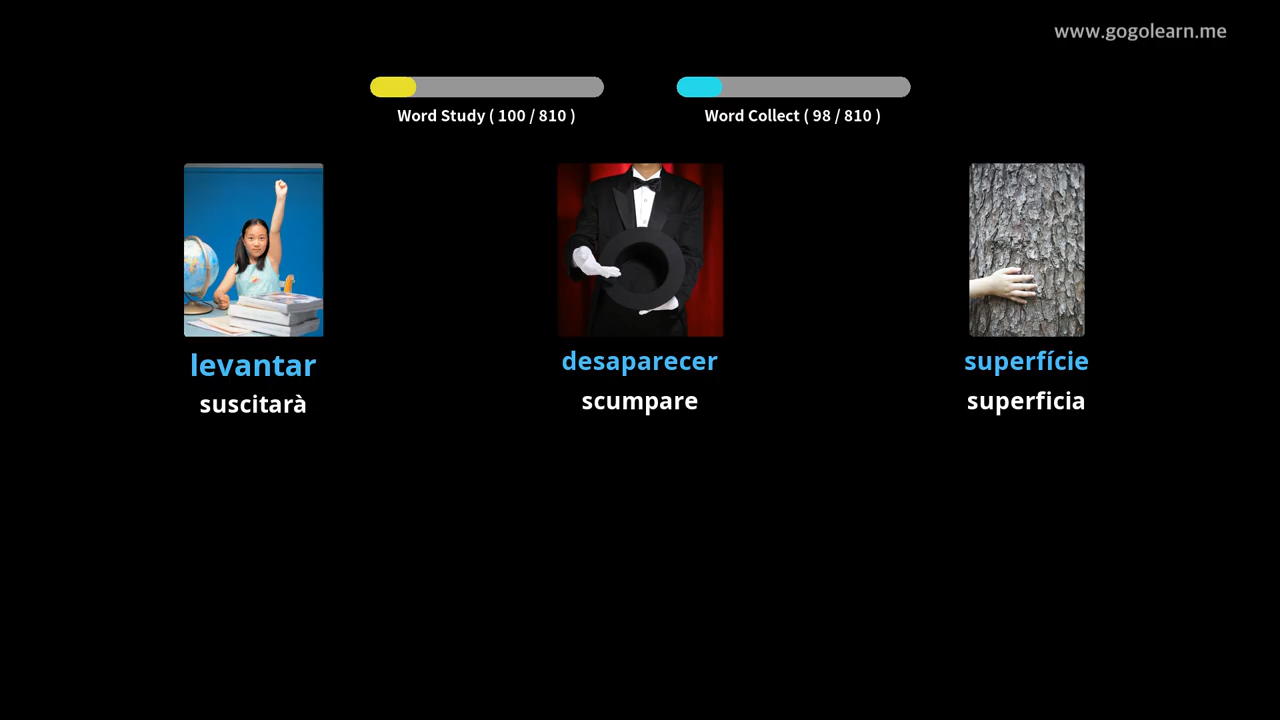 www.gogolearn.me
Word Study ( 100 / 810 )
Word Collect ( 98 / 810 )
levantar
suscitarà
desaparecer
scumpare
superfície
superficia